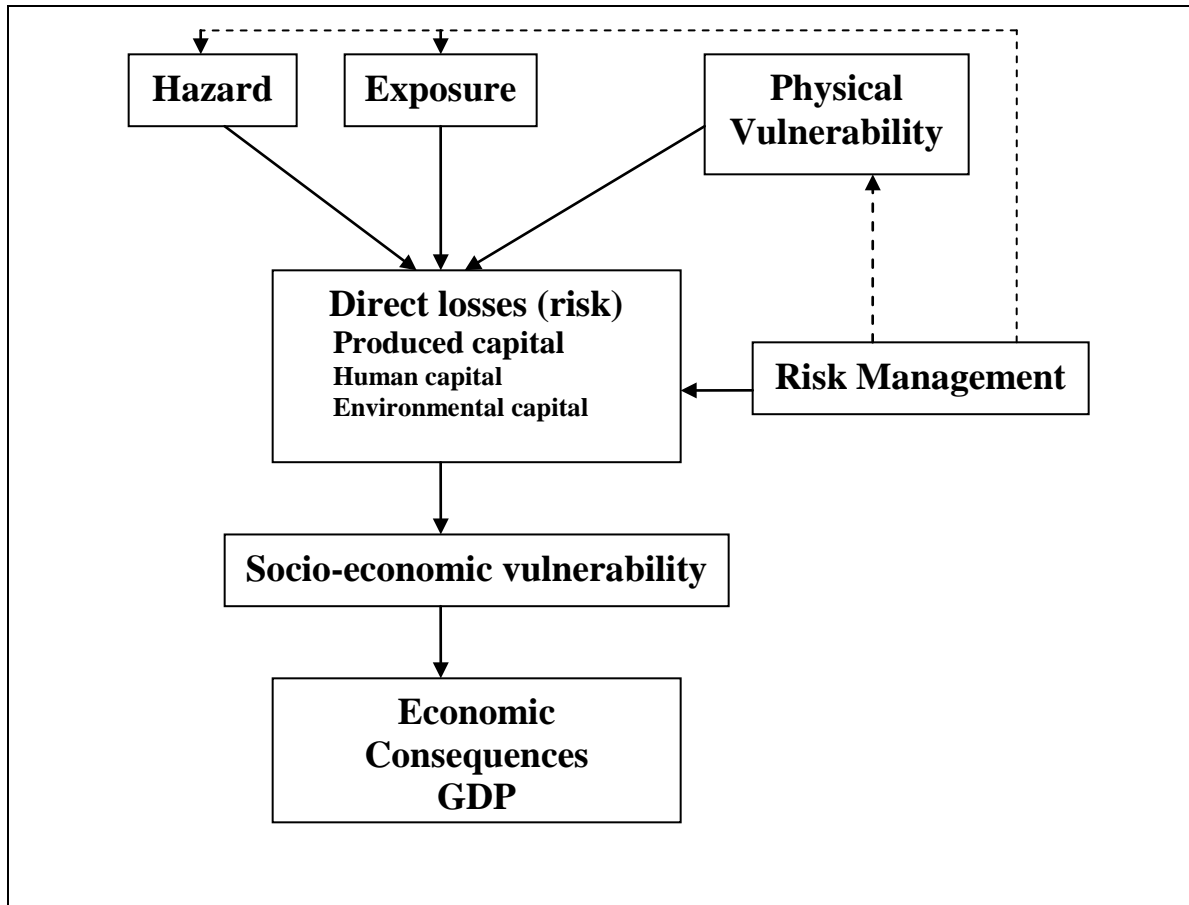 Hazard
Exposure
Physical
Vulnerability
Direct losses (risk)
Produced capital
Human capital
Environmental capital
Risk Management
Socio-economic vulnerability
Economic
Consequences
GDP